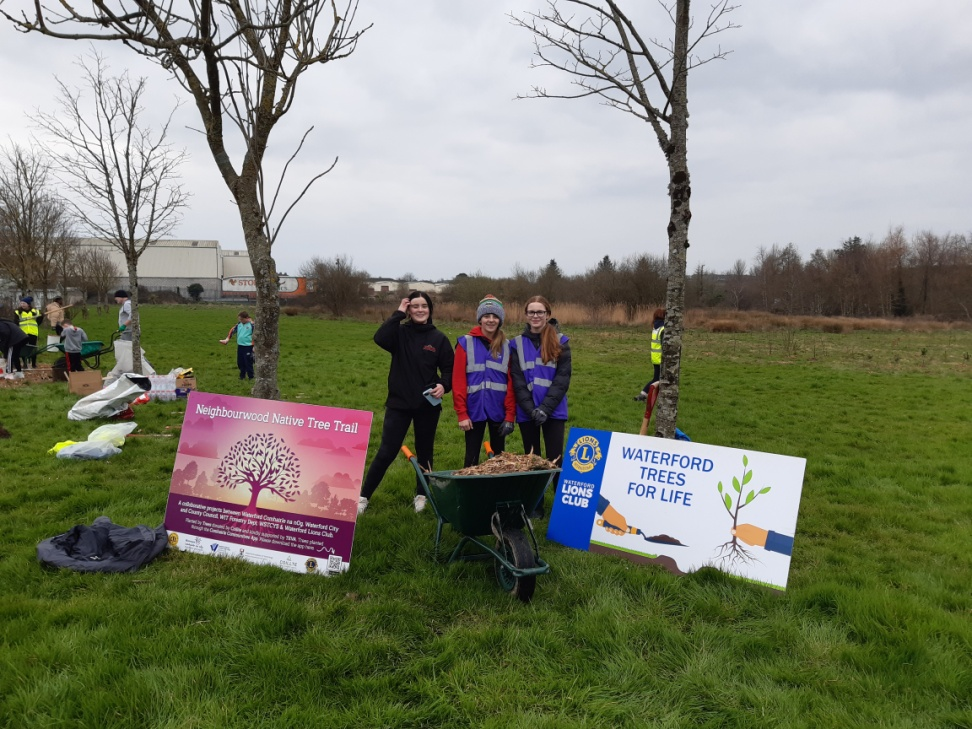 Neighbourwood Native Tree Trail
A collaborative projects between Waterford Comhairle na nÓg, Waterford City
and County Council, WIT Forestry Dept. WSTCYS & Waterford Lions Club
LIONS
L
WATERFORD
LIONS CLUB
WATERFORD
TREES
FOR LIFE